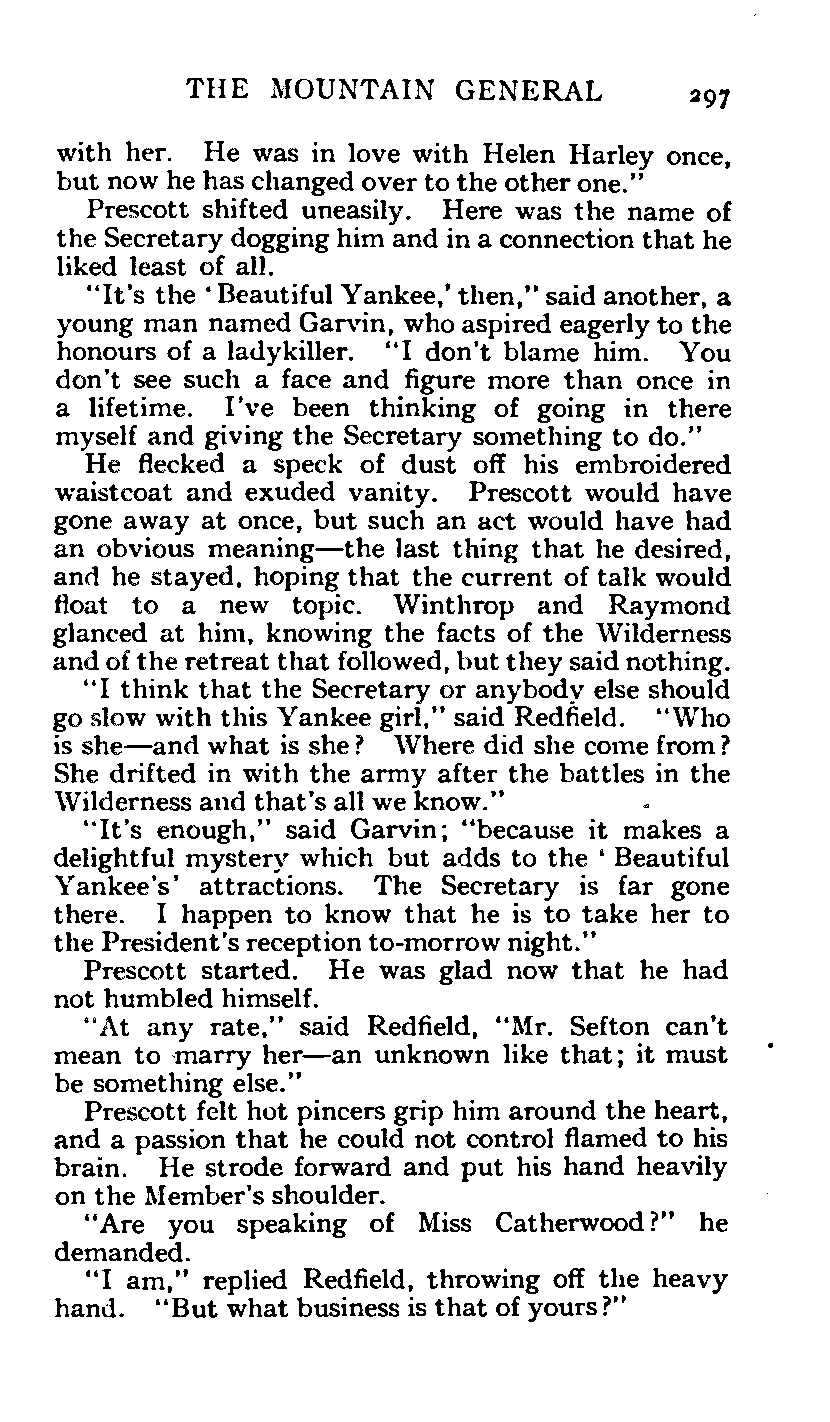 THE MOUNTAIN GENERAL 297
with her. He was in love with Helen Harley once,
but now he has changed over to the other one."
Prescott shifted uneasily. Here was the name of
the Secretary dogging him and in a connection that he
liked least of all.
"It's the 'Beautiful Yankee,' then," said another, a
young man named Garvin, who aspired eagerly to the
honours of a ladykiller. "I don't blame him. You
don't see such a face and figure more than once in
a lifetime. I've been thinking of going in there
myself and giving the Secretary something to do."
He flecked a speck of dust off his embroidered
waistcoat and exuded vanity. Prescott would have
gone away at once, but such an act would have had
an obvious meaning—the last thing that he desired,
and he stayed, hoping that the current of talk would
float to a new topic. Winthrop and Raymond
glanced at him, knowing the facts of the Wilderness
and of the retreat that followed, but they said nothing.
"I think that the Secretary or anybody else should
go slow with this Yankee girl," said Redfield. "Who
is she—and what is she? Where did she come from?
She drifted in with the army after the battles in the
Wilderness and that's all we know."
"It's enough," said Garvin; "because it makes a
delightful mystery which but adds to the 'Beautiful
Yankee's' attractions. The Secretary is far gone
there. I happen to know that he is to take her to
the President's reception to-morrow night."
Prescott started. He was glad now that he had
not humbled himself.
"At any rate," said Redfield, "Mr. Sefton can't
mean to marry her—an unknown like that; it must
be something else."
Prescott felt hot pincers grip him around the heart,
and a passion that he could not control flamed to his
brain. He strode forward and put his hand heavily
on the Member's shoulder.
"Are you speaking of Miss Catherwood?" he
demanded.
"I am," replied Redfield, throwing off the heavy
hand. "But what business is that of yours?"